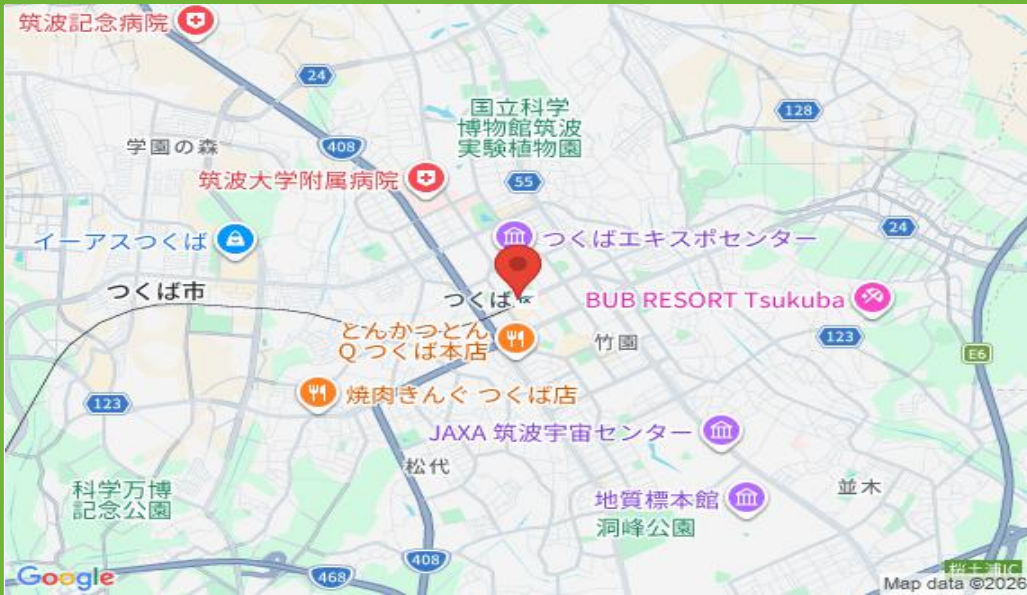 筑波記念病院
24
128
国立科学
博物館筑波
実験植物園
408
学園の森
筑波大学附属病院
55
24
イーアスつくば
つくばエキスポセンター
つくば市
つくば
BUB RESORT Tsukuba
とんかつとん
Q つくば本店
竹園
123
E6
焼肉きんぐ つくば店
123
JAXA 筑波宇宙センター
松代
科学万博
記念公園
並木
地質標本館
洞峰公園
408
468
Google
桜土浦IC
Map data ©2026